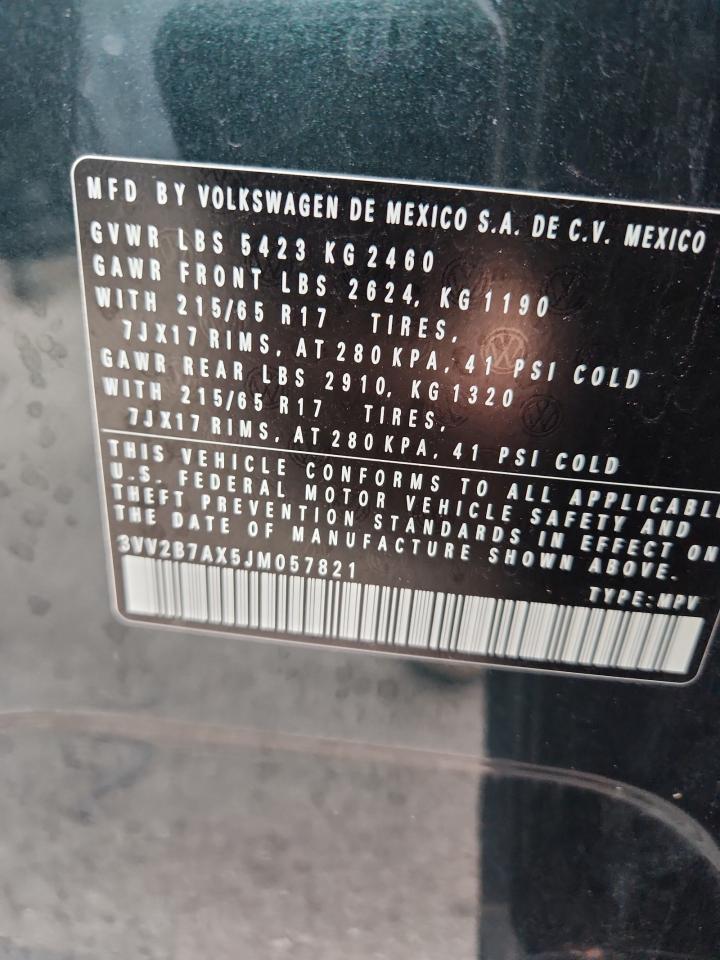 MFD BY VOLKSWAGEN DE MEXICO S.A. DE C.V. MEXICO
GVWR LBS 5423 KG 2460
GAWR FRONT LBS 2624, KG 1190
WITH 215/65 R17 TIRES,
7JX17 RIMS, AT 280 KPA, 41 PSI COLD
GAWR REAR LBS 2910, KG 1320
WITH 215/65 R17 TIRES,
7JX17 RIMS, AT 280 KPA, 41 PSI COLD
THIS VEHICLE CONFORMS TO ALL APPLICABLE
U.S. FEDERAL MOTOR VEHICLE SAFETY AND
THEFT PREVENTION STANDARDS IN EFFECT ON
THE DATE OF MANUFACTURE SHOWN ABOVE.
3VV2B7AX5JM057821
TYPE:MPV